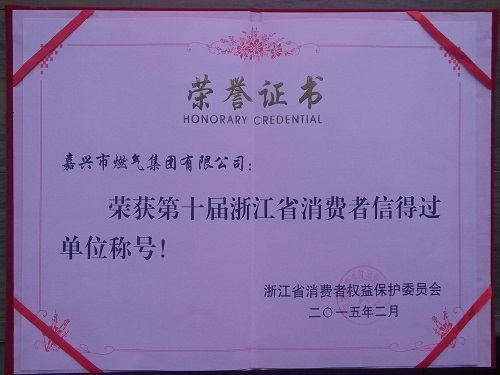 荣誉证书
HONORARY CREDENTIAL
嘉兴市燃气集团有限公司：
荣获第十届浙江省消费者信得过
单位称号！
浙江省消费者权益保护委员会
二〇一五年二月